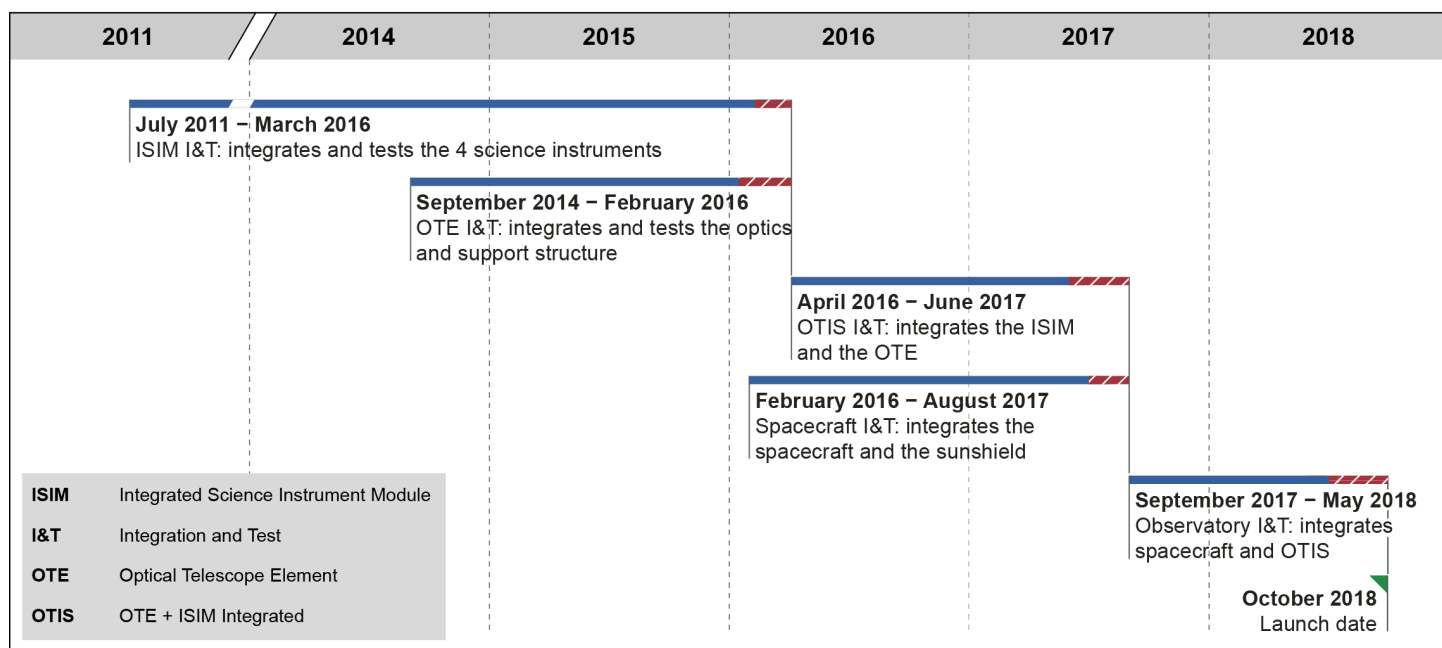 2011 2014 2015 2016 2017 2018
July 2011 – March 2016
ISIM I&T: integrates and tests the 4 science instruments
September 2014 – February 2016
OTE I&T: integrates and tests the optics
and support structure
April 2016 – June 2017
OTIS I&T: integrates the ISIM
and the OTE
February 2016 – August 2017
Spacecraft I&T: integrates the
spacecraft and the sunshield
September 2017 – May 2018
Observatory I&T: integrates
spacecraft and OTIS
October 2018
Launch date
ISIM Integrated Science Instrument Module
I&T Integration and Test
OTE Optical Telescope Element
OTIS OTE + ISIM Integrated